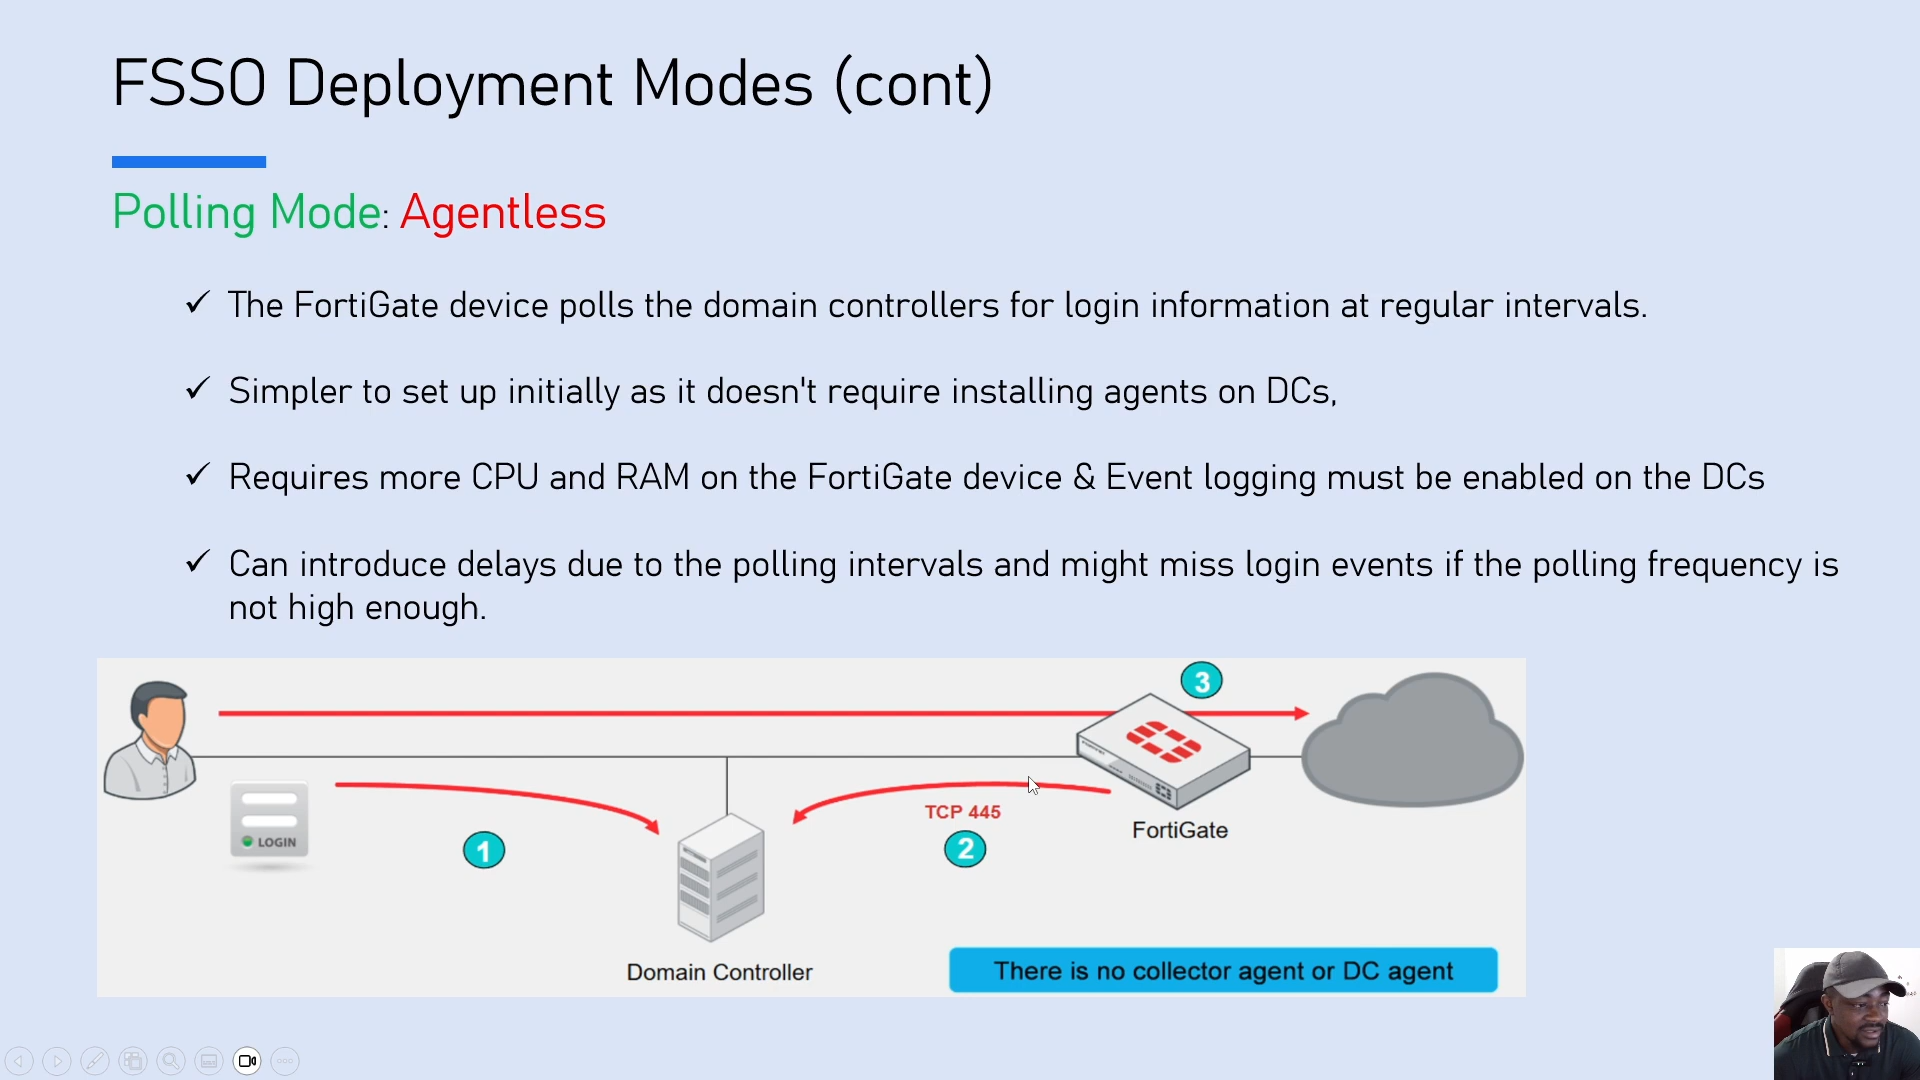 FSSO Deployment Modes (cont)
Polling Mode: Agentless
✓ The FortiGate device polls the domain controllers for login information at regular intervals.
✓ Simpler to set up initially as it doesn't require installing agents on DCs,
✓ Requires more CPU and RAM on the FortiGate device & Event logging must be enabled on the DCs
✓ Can introduce delays due to the polling intervals and might miss login events if the polling frequency is
not high enough.
3
TCP 445
FortiGate
LOGIN
1
2
Domain Controller
There is no collector agent or DC agent